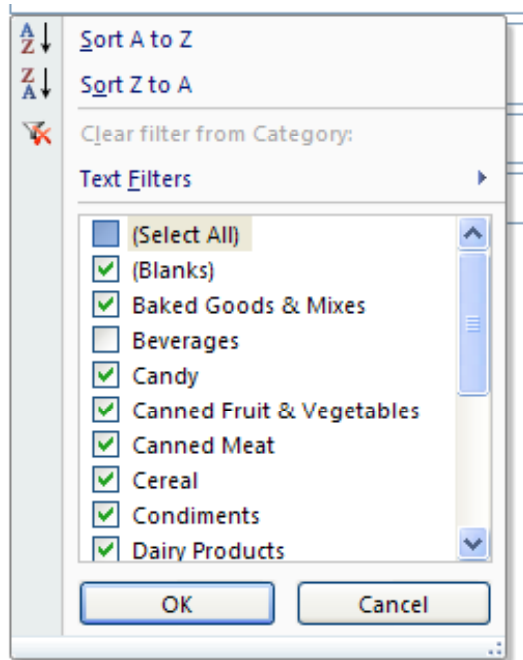 Sort A to Z
Sort Z to A
Clear filter from Category:
Text Filters
(Select All)
(Blanks)
Baked Goods & Mixes
Beverages
Candy
Canned Fruit & Vegetables
Canned Meat
Cereal
Condiments
Dairy Products
OK Cancel